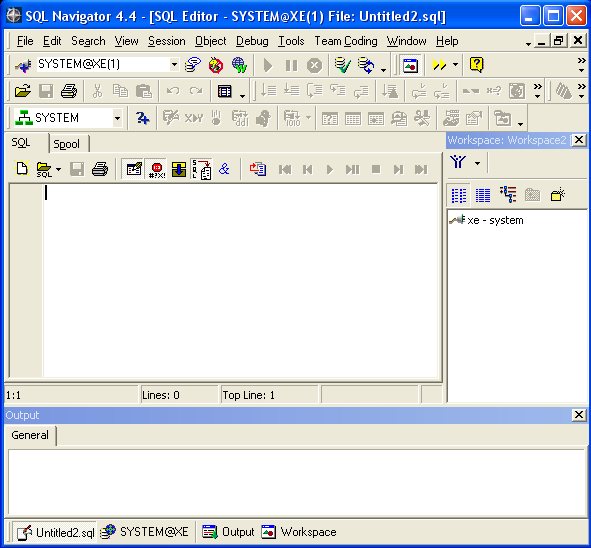 SQL Navigator 4.4 - [SQL Editor - SYSTEM@XE(1) File: Untitled2.sql]
File Edit Search View Session Object Debug Tools Team Coding Window Help
SYSTEM@XE(1)
SYSTEM
SQL Spool
Workspace: Workspace2
xe - system
1:1 Lines: 0 Top Line: 1
Output
General
Untitled2.sql SYSTEM@XE Output Workspace